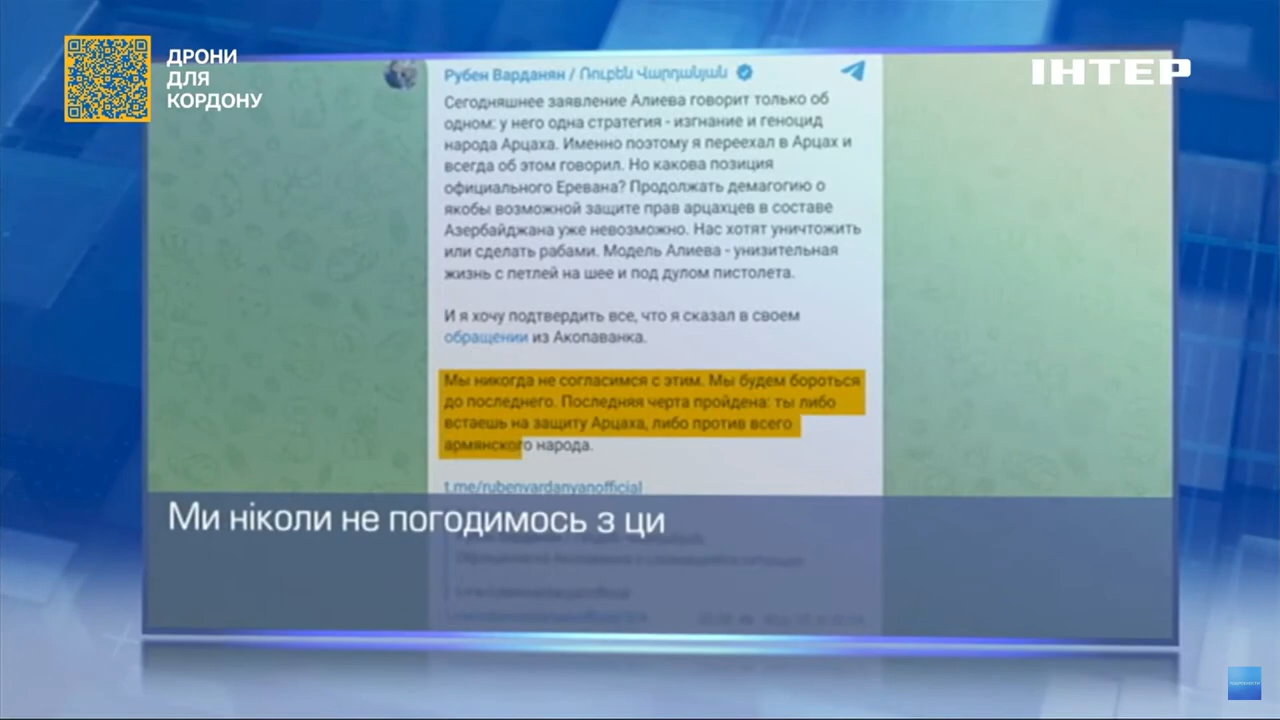 ДРОНИ
ДЛЯ
КОРДОНУ
ІНТЕР
Рубен Варданян / Ռուբեն Վարդանյան
Сегодняшнее заявление Алиева говорит только об
одном: у него одна стратегия - изгнание и геноцид
народа Арцаха. Именно поэтому я переехал в Арцах и
всегда об этом говорил. Но какова позиция
официального Еревана? Продолжать демагогию о
якобы возможной защите прав арцахцев в составе
Азербайджана уже невозможно. Нас хотят уничтожить
или сделать рабами. Модель Алиева - унизительная
жизнь с петлей на шее и под дулом пистолета.
И я хочу подтвердить все, что я сказал в своем
обращении из Акопаванка.
Мы никогда не согласимся с этим. Мы будем бороться
до последнего. Последняя черта пройдена: ты либо
встаешь на защиту Арцаха, либо против всего
армянского народа.
t.me/rubenvardanyanofficial
Ми ніколи не погодимось з ци